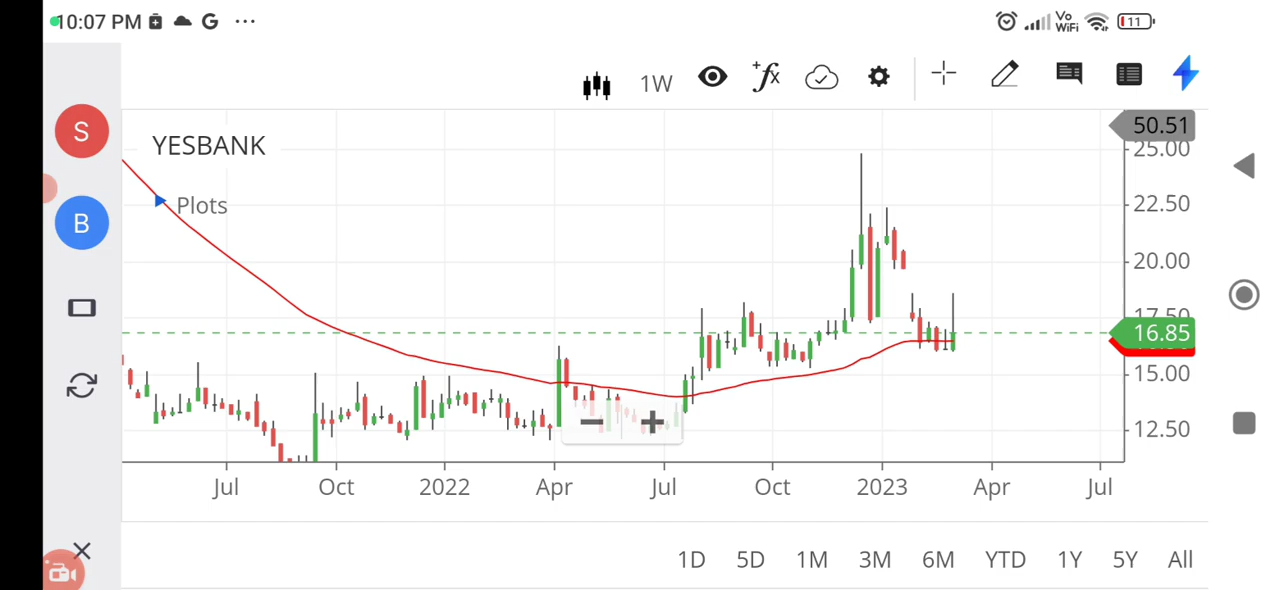 10:07 PM G ...
Vo
WiFi
11
1W
+fx
S
YESBANK
50.51
25.00
Plots
22.50
B
20.00
17.50
16.85
15.00
12.50
Jul Oct 2022 Apr Jul Oct 2023 Apr Jul
1D 5D 1M 3M 6M YTD 1Y 5Y All